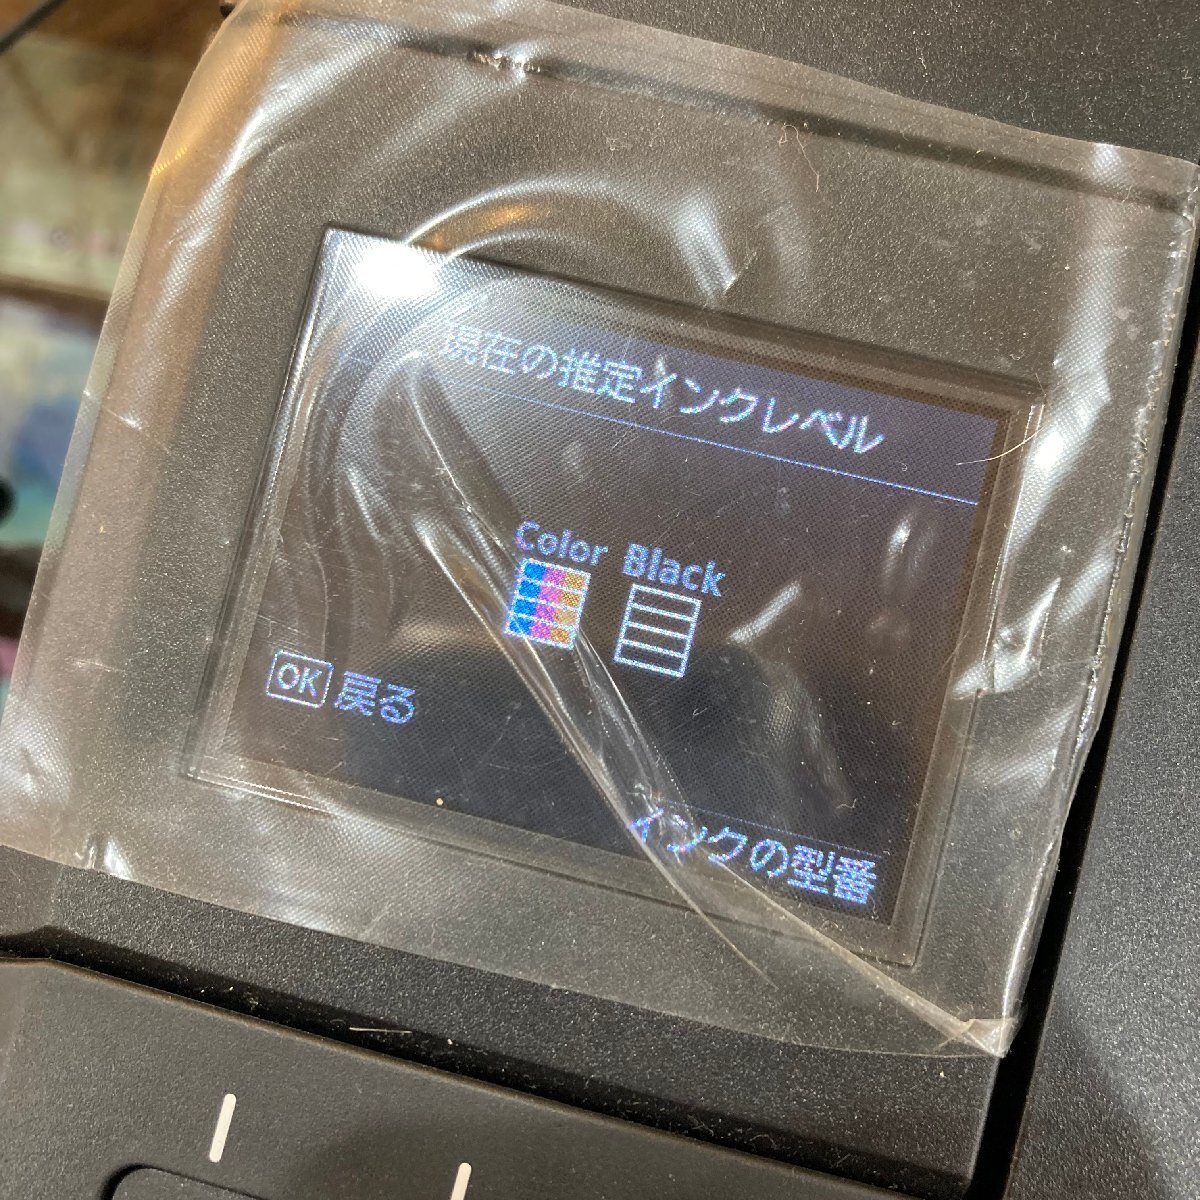 現在の推定インクレベル
Color Black
OK 戻る
インクの型番